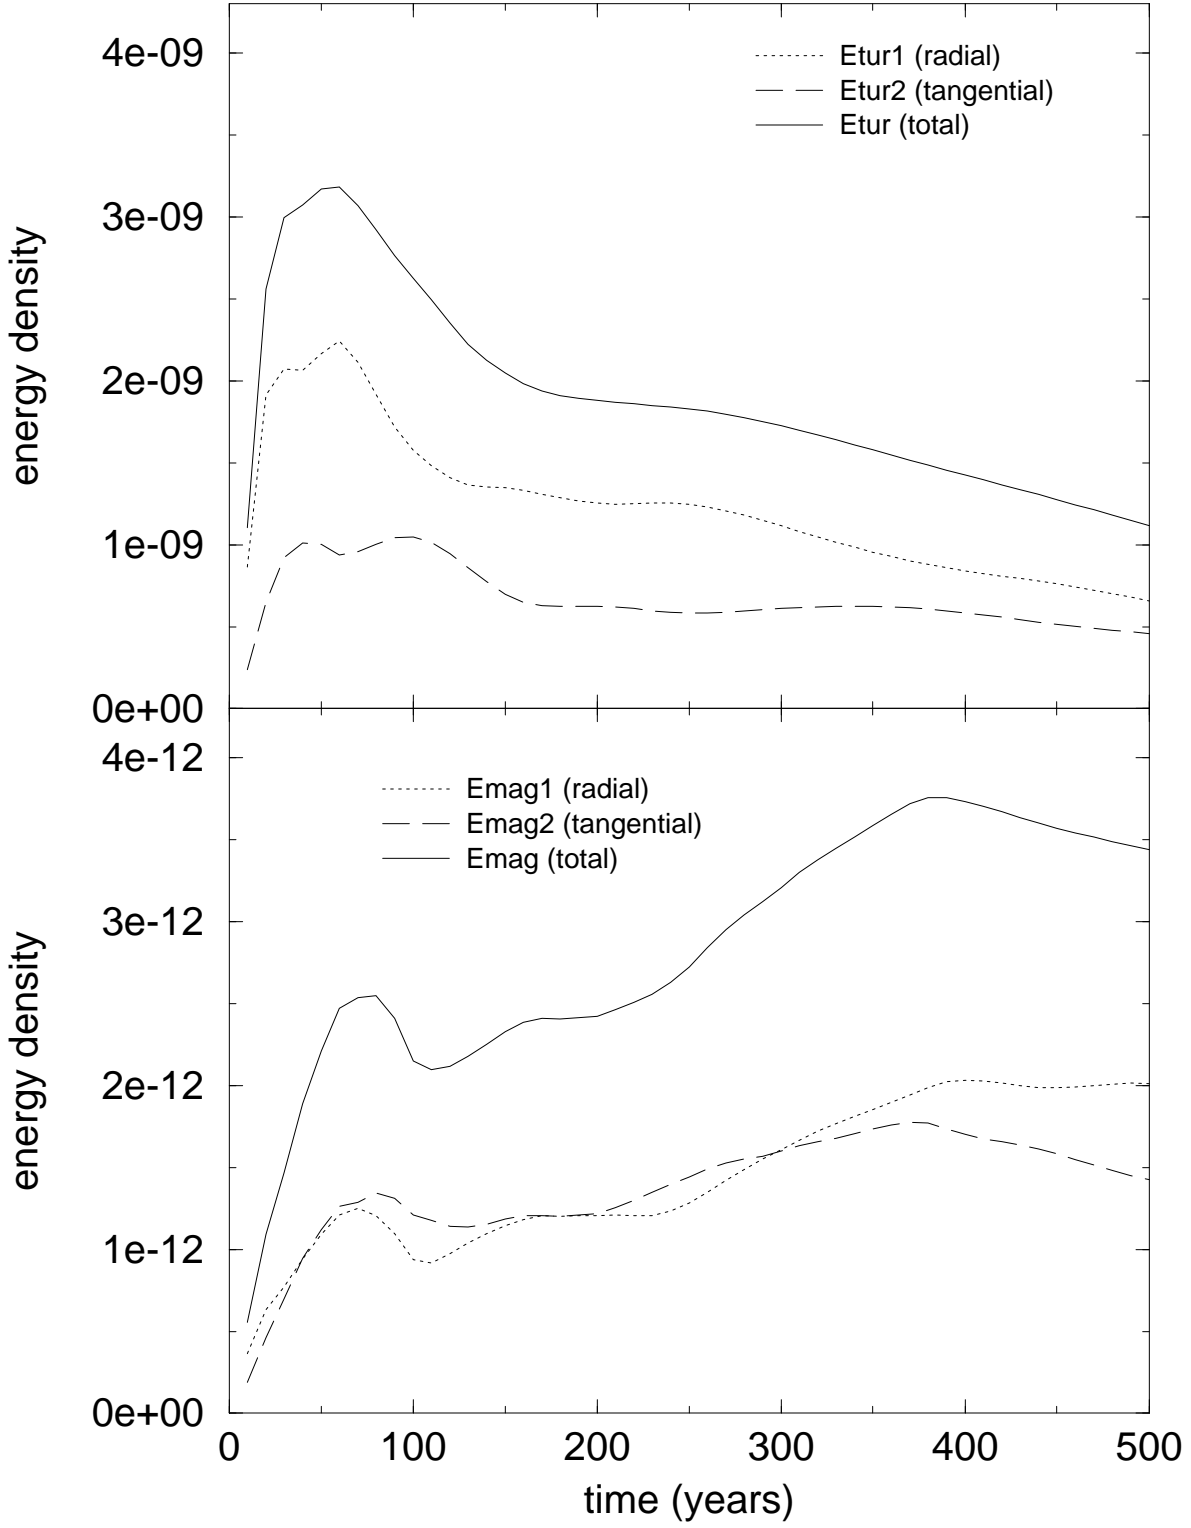 4e-09
3e-09
2e-09
1e-09
0e+00
energy density
Etur1 (radial)
Etur2 (tangential)
Etur (total)
4e-12
3e-12
2e-12
1e-12
0e+00
energy density
Emag1 (radial)
Emag2 (tangential)
Emag (total)
0 100 200 300 400 500
time (years)